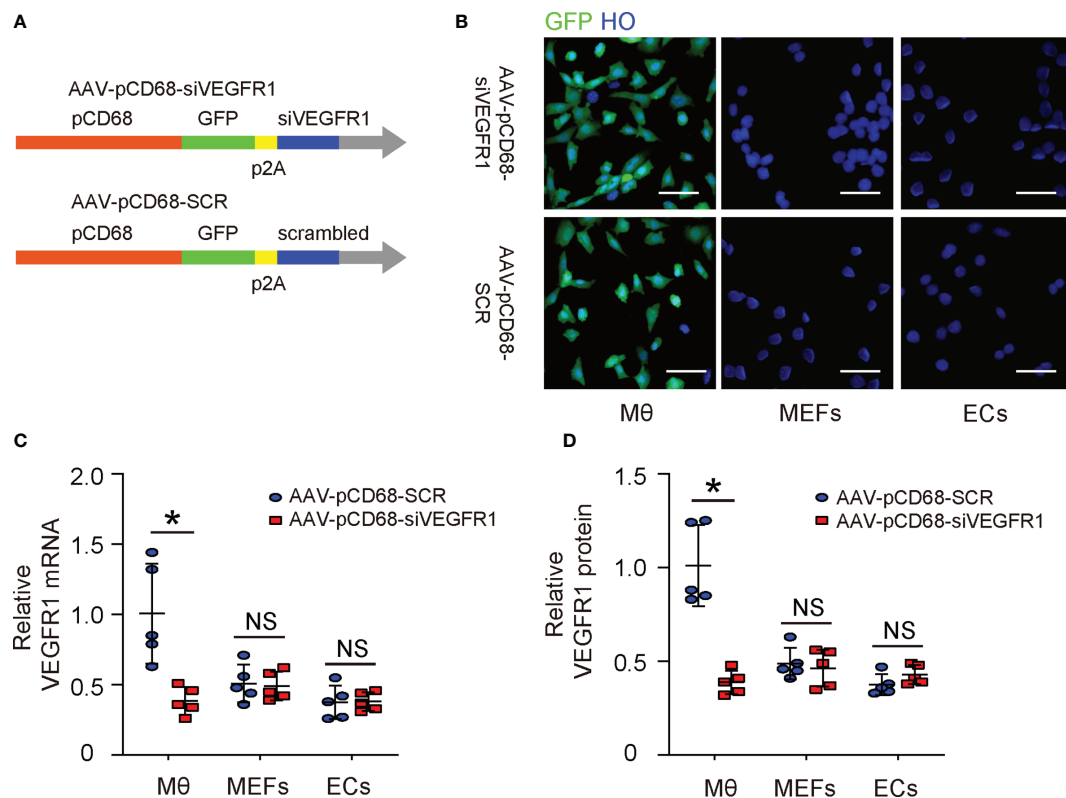 A
AAV-pCD68-siVEGFR1
pCD68 GFP siVEGFR1
p2A
AAV-pCD68-SCR
pCD68 GFP scrambled
p2A
B
GFP HO
AAV-pCD68-
siVEGFR1
AAV-pCD68-
SCR
Mθ MEFs ECs
C
Relative
VEGFR1 mRNA
2.0
1.5
1.0
0.5
0
AAV-pCD68-SCR
AAV-pCD68-siVEGFR1
*
NS
NS
Mθ MEFs ECs
D
Relative
VEGFR1 protein
1.5
1.0
0.5
0
AAV-pCD68-SCR
AAV-pCD68-siVEGFR1
*
NS
NS
Mθ MEFs ECs